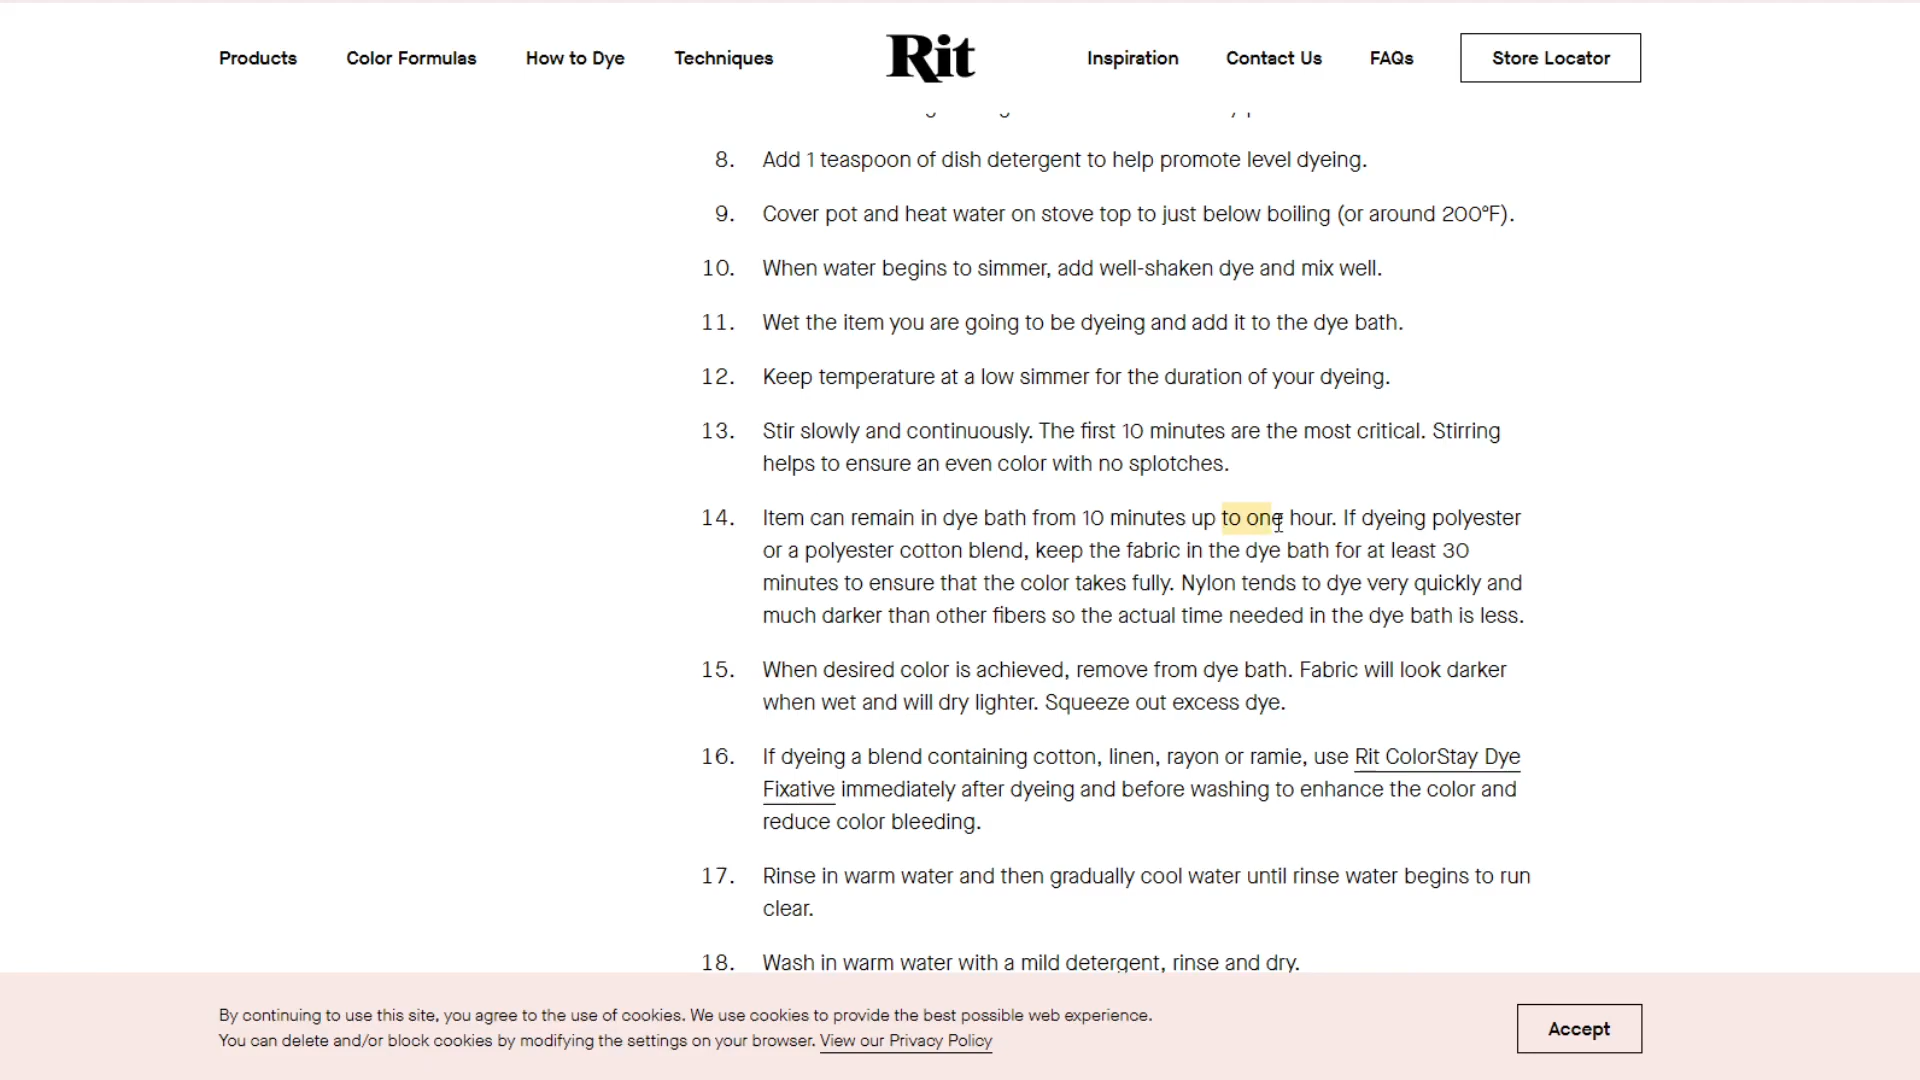 Products Color Formulas How to Dye Techniques Rit Inspiration Contact Us FAQs Store Locator
8. Add 1 teaspoon of dish detergent to help promote level dyeing.
9. Cover pot and heat water on stove top to just below boiling (or around 200°F).
10. When water begins to simmer, add well-shaken dye and mix well.
11. Wet the item you are going to be dyeing and add it to the dye bath.
12. Keep temperature at a low simmer for the duration of your dyeing.
13. Stir slowly and continuously. The first 10 minutes are the most critical. Stirring
helps to ensure an even color with no splotches.
14. Item can remain in dye bath from 10 minutes up to one hour. If dyeing polyester
or a polyester cotton blend, keep the fabric in the dye bath for at least 30
minutes to ensure that the color takes fully. Nylon tends to dye very quickly and
much darker than other fibers so the actual time needed in the dye bath is less.
15. When desired color is achieved, remove from dye bath. Fabric will look darker
when wet and will dry lighter. Squeeze out excess dye.
16. If dyeing a blend containing cotton, linen, rayon or ramie, use Rit ColorStay Dye
Fixative immediately after dyeing and before washing to enhance the color and
reduce color bleeding.
17. Rinse in warm water and then gradually cool water until rinse water begins to run
clear.
18. Wash in warm water with a mild detergent, rinse and dry.
By continuing to use this site, you agree to the use of cookies. We use cookies to provide the best possible web experience.
You can delete and/or block cookies by modifying the settings on your browser. View our Privacy Policy
Accept